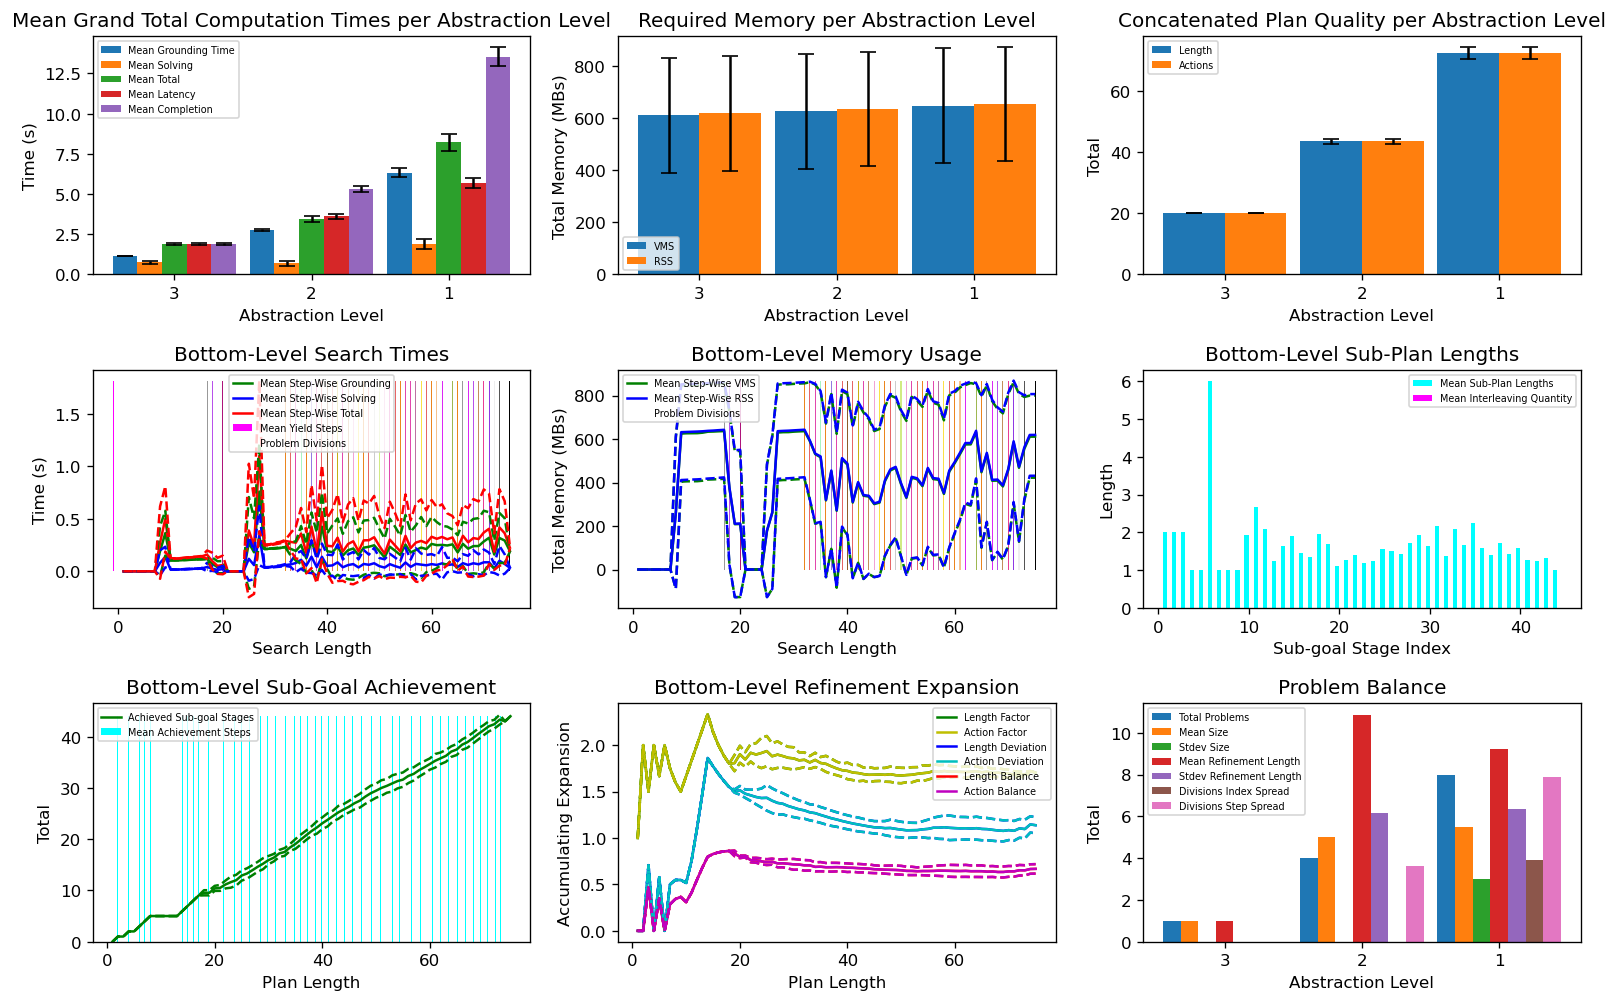 Mean Grand Total Computation Times per Abstraction Level
Mean Grounding Time
Mean Solving
Mean Total
Mean Latency
Mean Completion
12.5
10.0
7.5
5.0
2.5
0.0
Time (s)
3 2 1
Abstraction Level
Required Memory per Abstraction Level
800
600
400
200
0
Total Memory (MBs)
VMS
RSS
3 2 1
Abstraction Level
Concatenated Plan Quality per Abstraction Level
Length
Actions
60
40
20
0
Total
3 2 1
Abstraction Level
Bottom-Level Search Times
Mean Step-Wise Grounding
Mean Step-Wise Solving
Mean Step-Wise Total
Mean Yield Steps
Problem Divisions
1.5
1.0
0.5
0.0
Time (s)
0 20 40 60
Search Length
Bottom-Level Memory Usage
Mean Step-Wise VMS
Mean Step-Wise RSS
Problem Divisions
800
600
400
200
0
Total Memory (MBs)
0 20 40 60
Search Length
Bottom-Level Sub-Plan Lengths
Mean Sub-Plan Lengths
Mean Interleaving Quantity
6
5
4
3
2
1
0
Length
0 10 20 30 40
Sub-goal Stage Index
Bottom-Level Sub-Goal Achievement
Achieved Sub-goal Stages
Mean Achievement Steps
40
30
20
10
0
Total
0 20 40 60
Plan Length
Bottom-Level Refinement Expansion
Length Factor
Action Factor
Length Deviation
Action Deviation
Length Balance
Action Balance
2.0
1.5
1.0
0.5
0.0
Accumulating Expansion
0 20 40 60
Plan Length
Problem Balance
Total Problems
Mean Size
Stdev Size
Mean Refinement Length
Stdev Refinement Length
Divisions Index Spread
Divisions Step Spread
10
8
6
4
2
0
Total
3 2 1
Abstraction Level